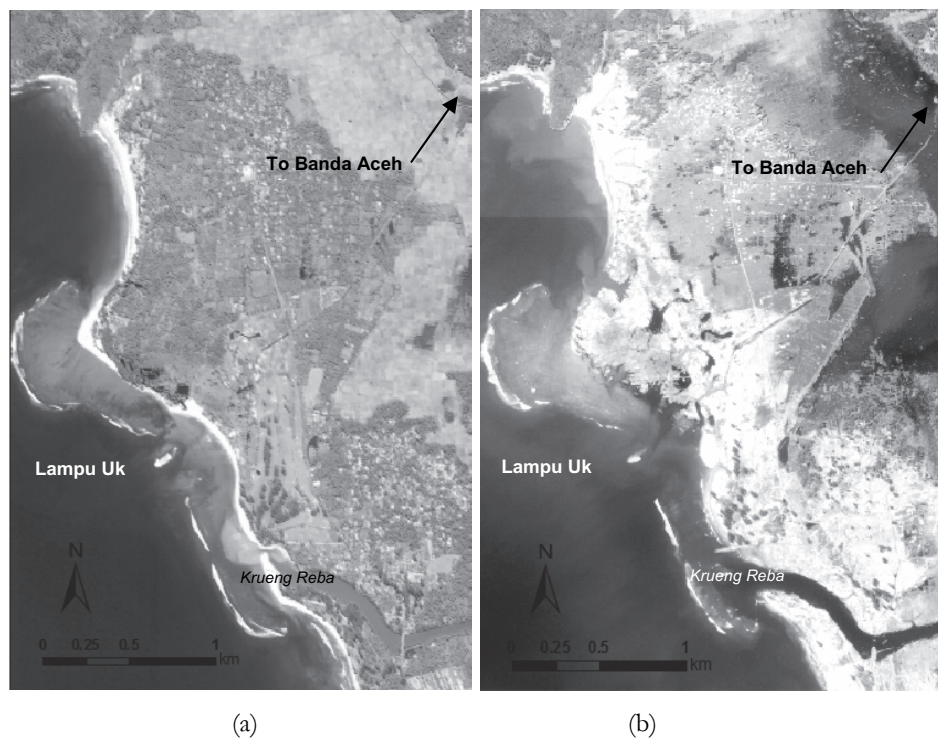 To Banda Aceh
Lampu Uk
N
Krueng Reba
0 0.25 0.5 1
km
(a)
To Banda Aceh
Lampu Uk
N
Krueng Reba
0 0.25 0.5 1
km
(b)